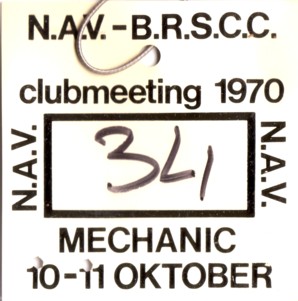 N.A.V.-B.R.S.C.C.
clubmeeting 1970
N.A.V.
341
N.A.V.
MECHANIC
10-11 OKTOBER